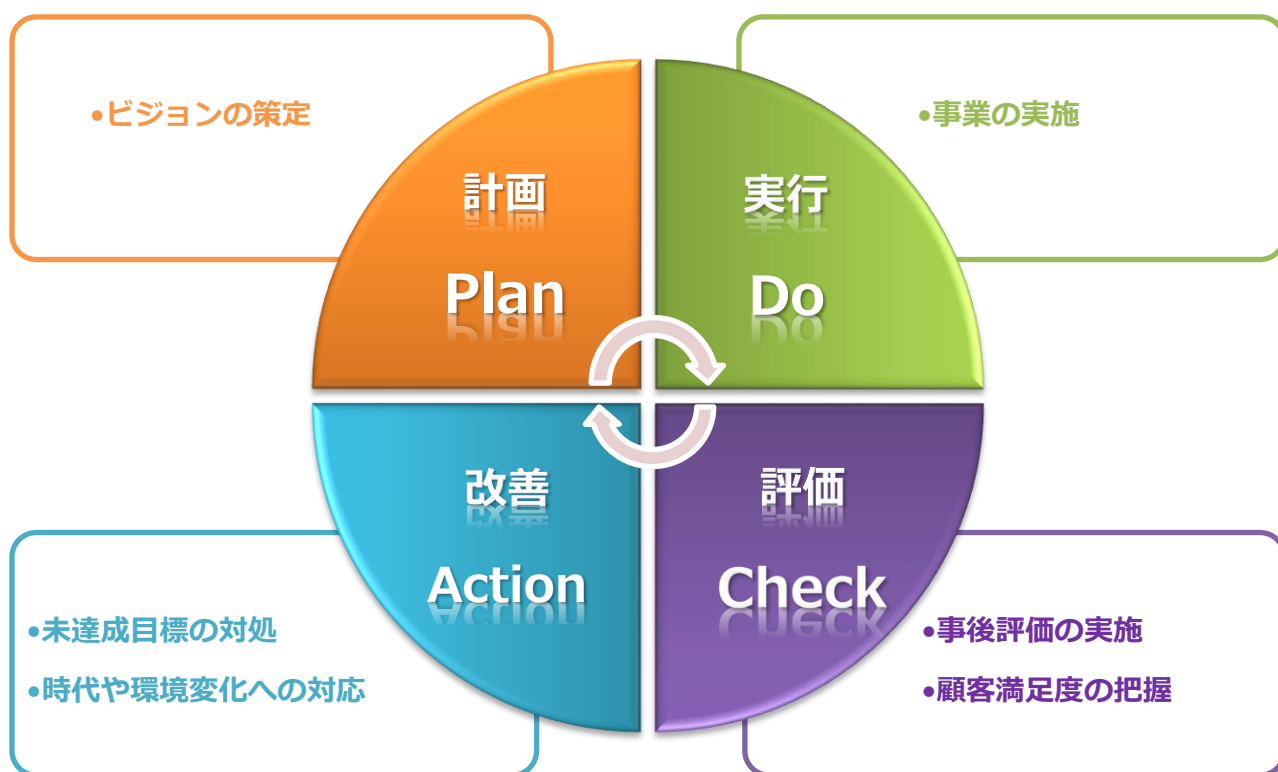 •ビジョンの策定
•事業の実施
計画
Plan
実行
Do
改善
Action
評価
Check
•未達成目標の対処
•時代や環境変化への対応
•事後評価の実施
•顧客満足度の把握